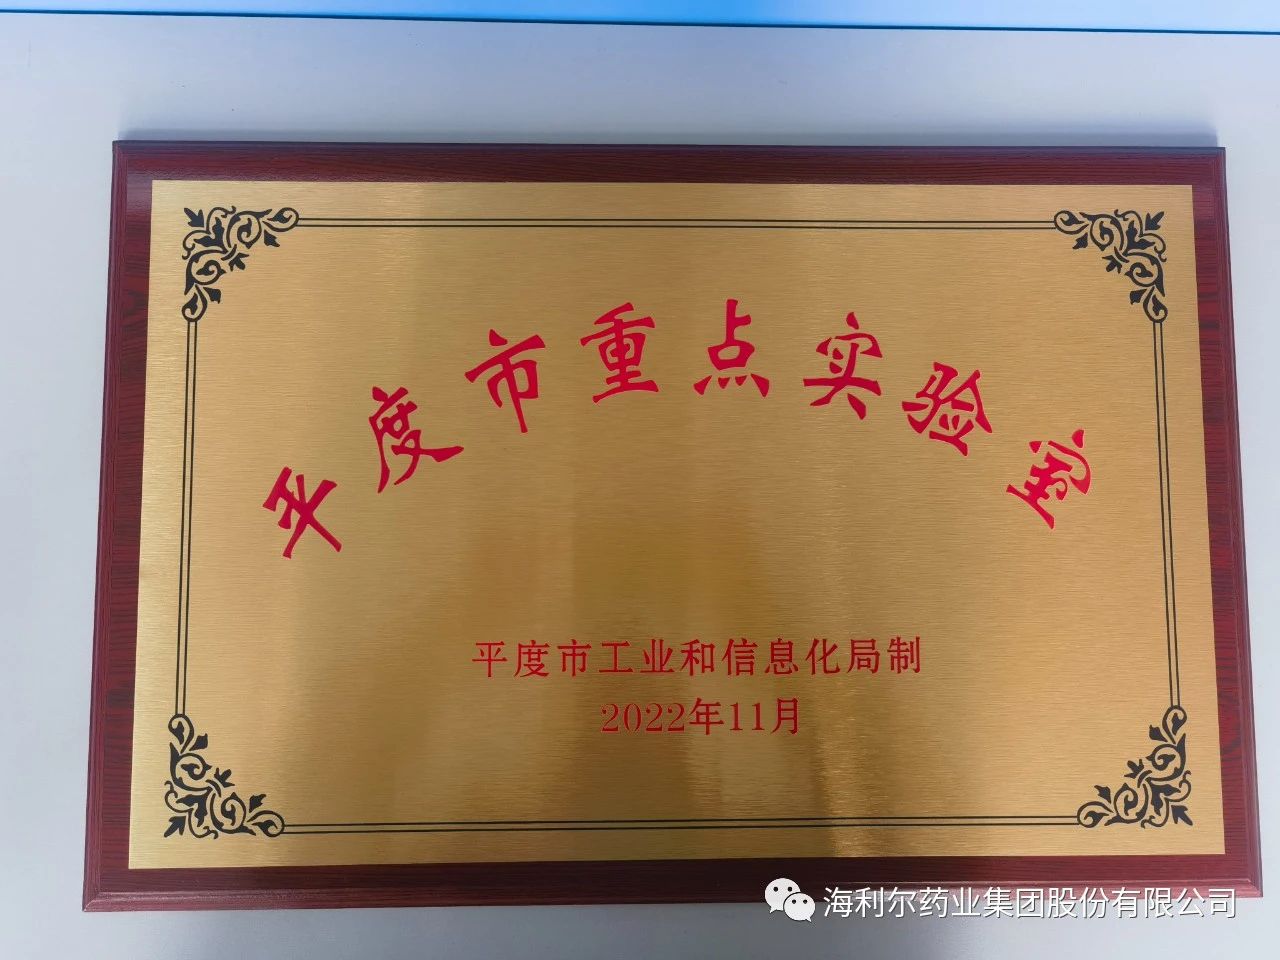 平度市重点实验室
平度市工业和信息化局制
2022年11月
海利尔药业集团股份有限公司